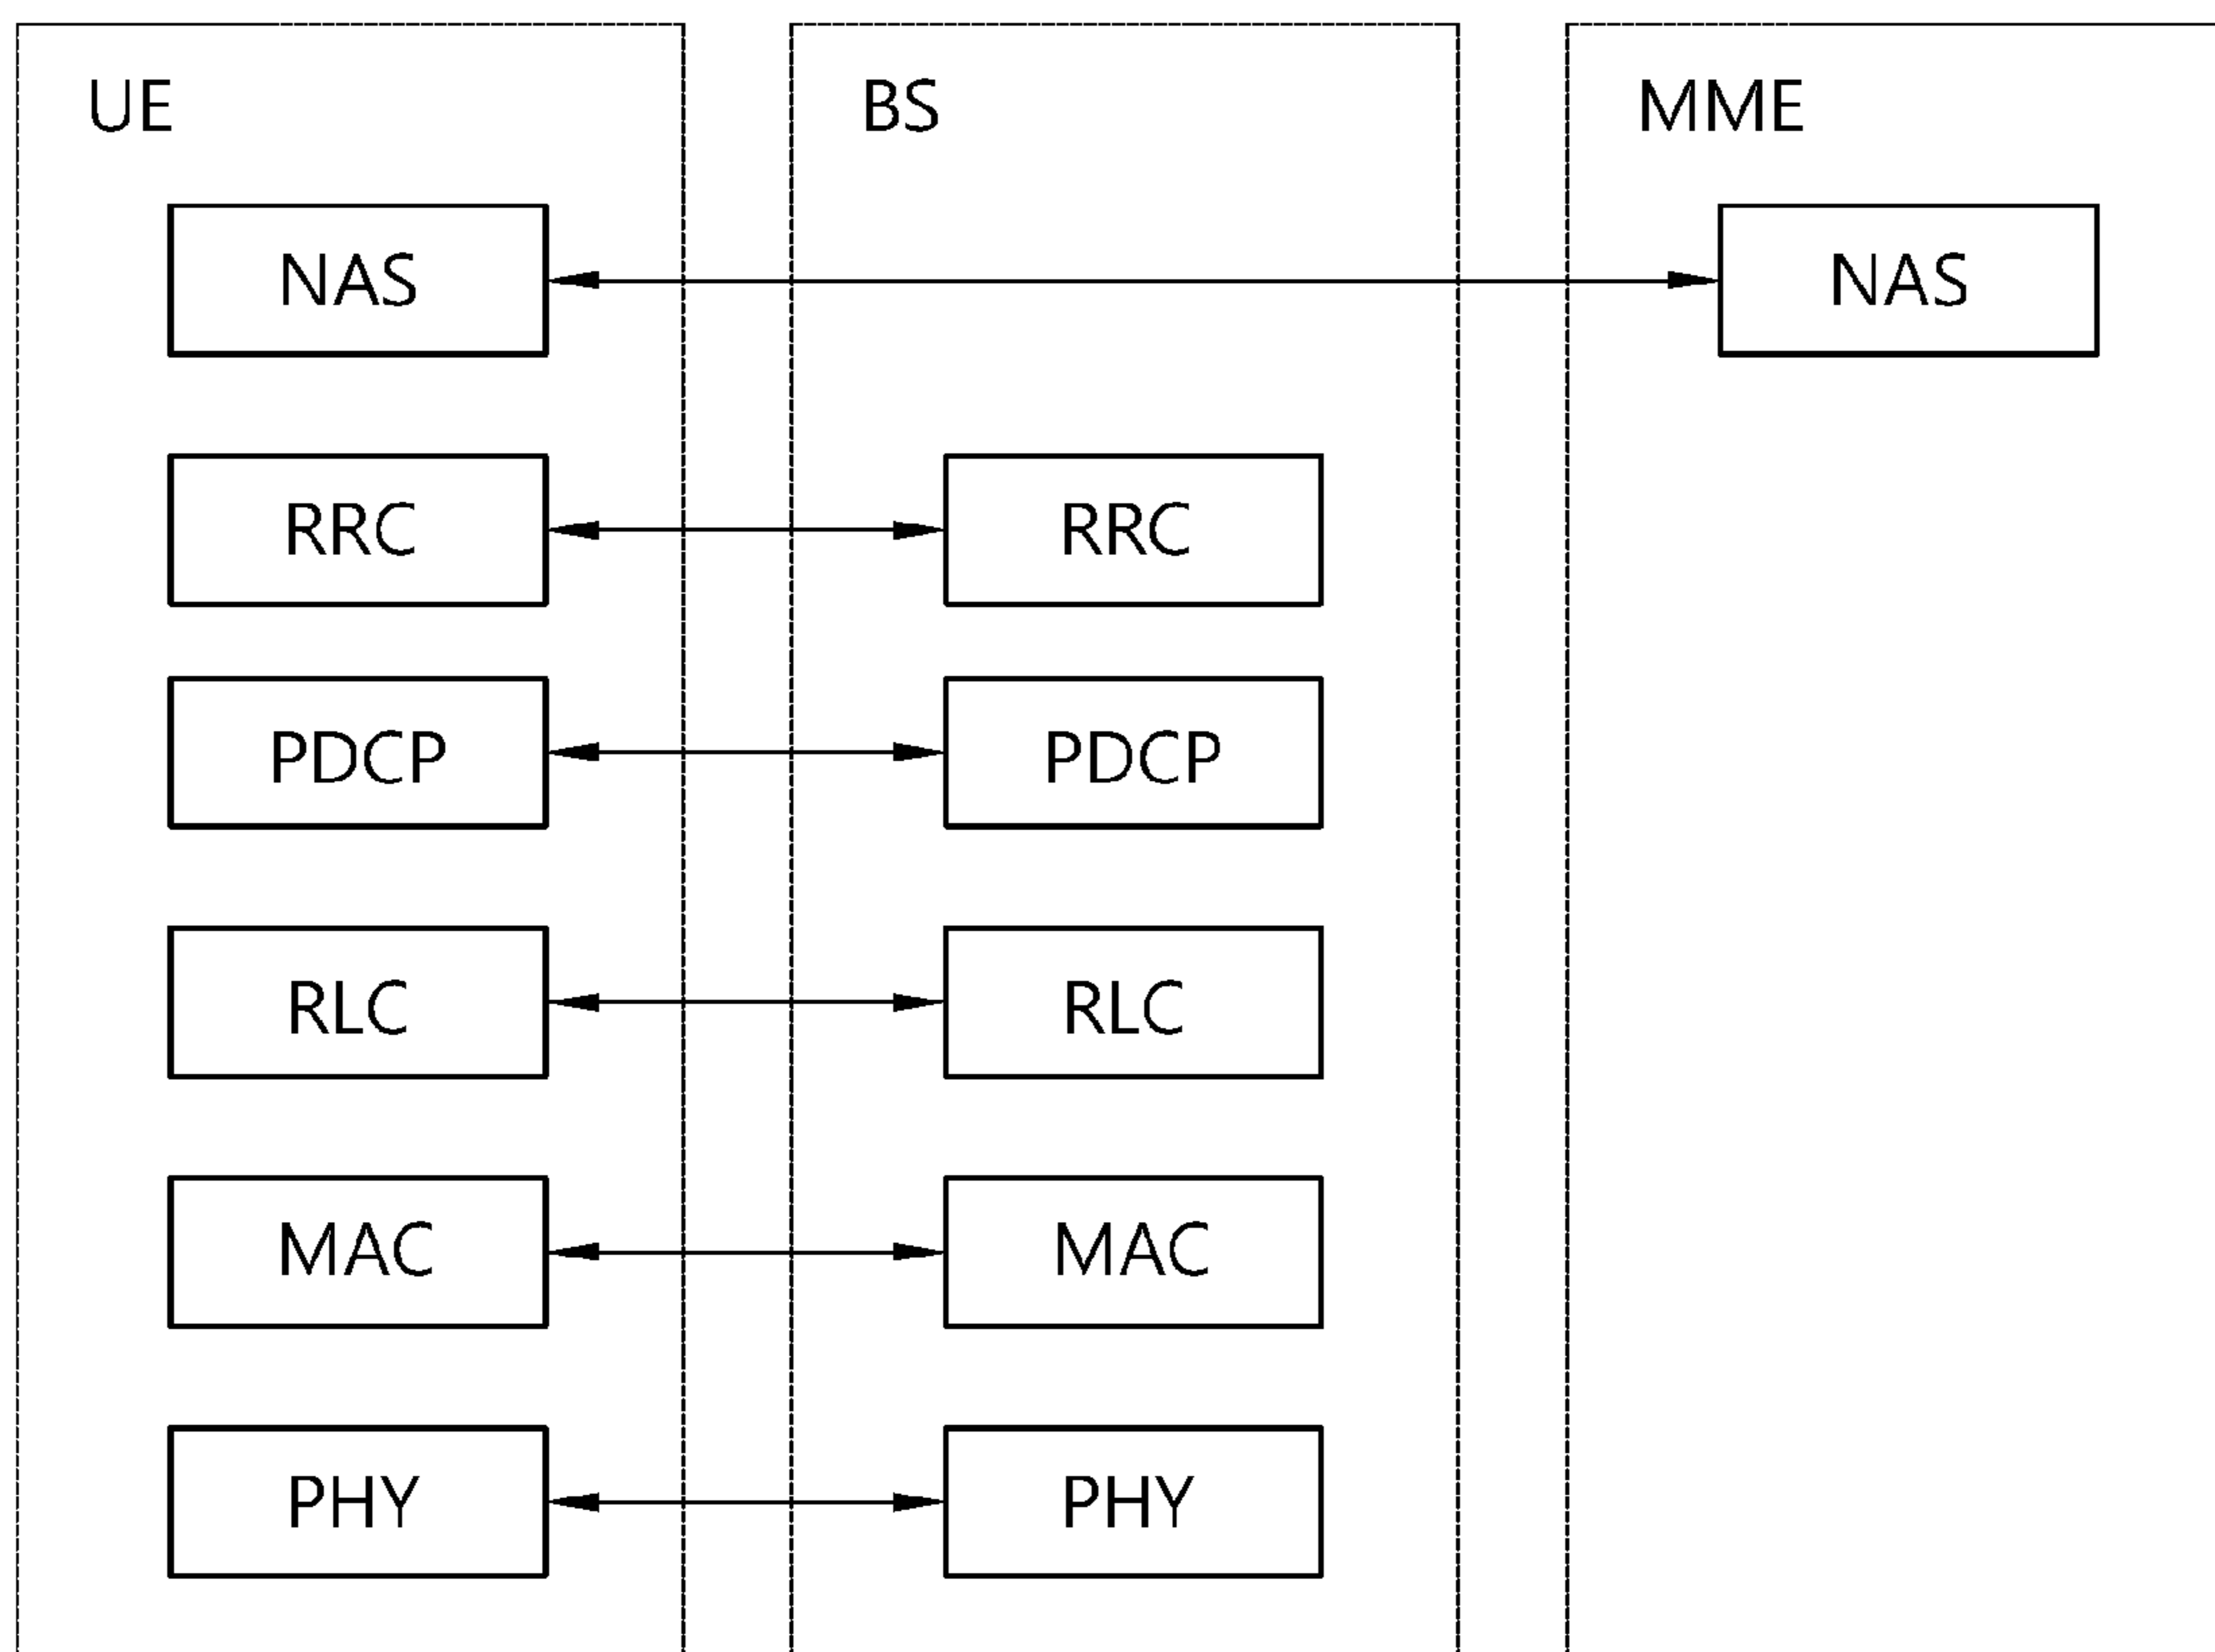 UE BS MME
NAS NAS
RRC RRC
PDCP PDCP
RLC RLC
MAC MAC
PHY PHY